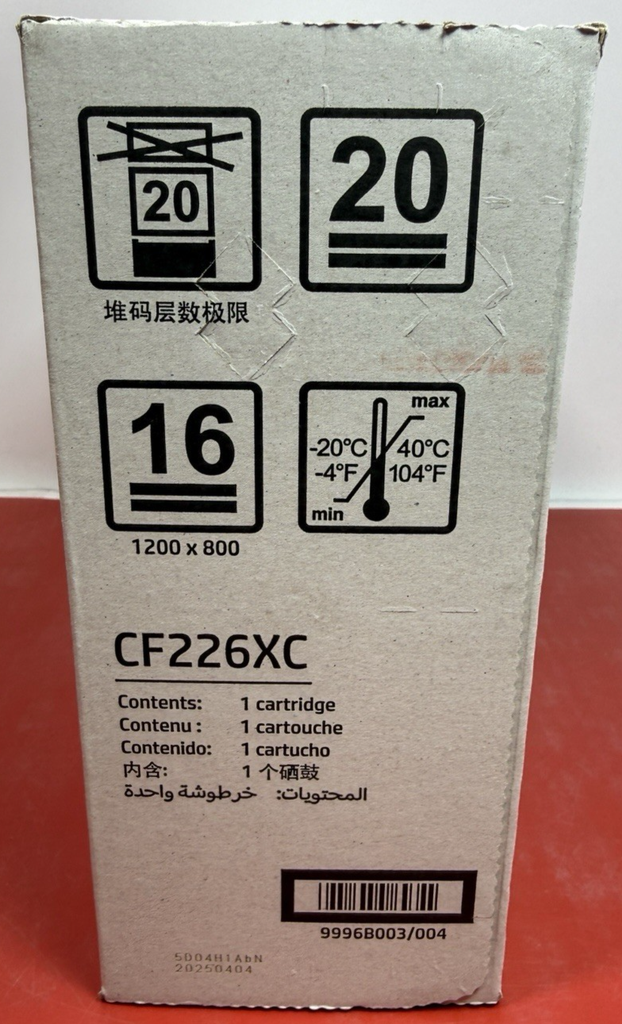 20
20
堆码层数极限
16
1200 x 800
max
-20°C 40°C
-4°F 104°F
min
CF226XC
Contents: 1 cartridge
Contenu : 1 cartouche
Contenido: 1 cartucho
内含: 1 个硒鼓
المحتويات: خرطوشة واحدة
9996B003/004
5D04H1AbN
20250404